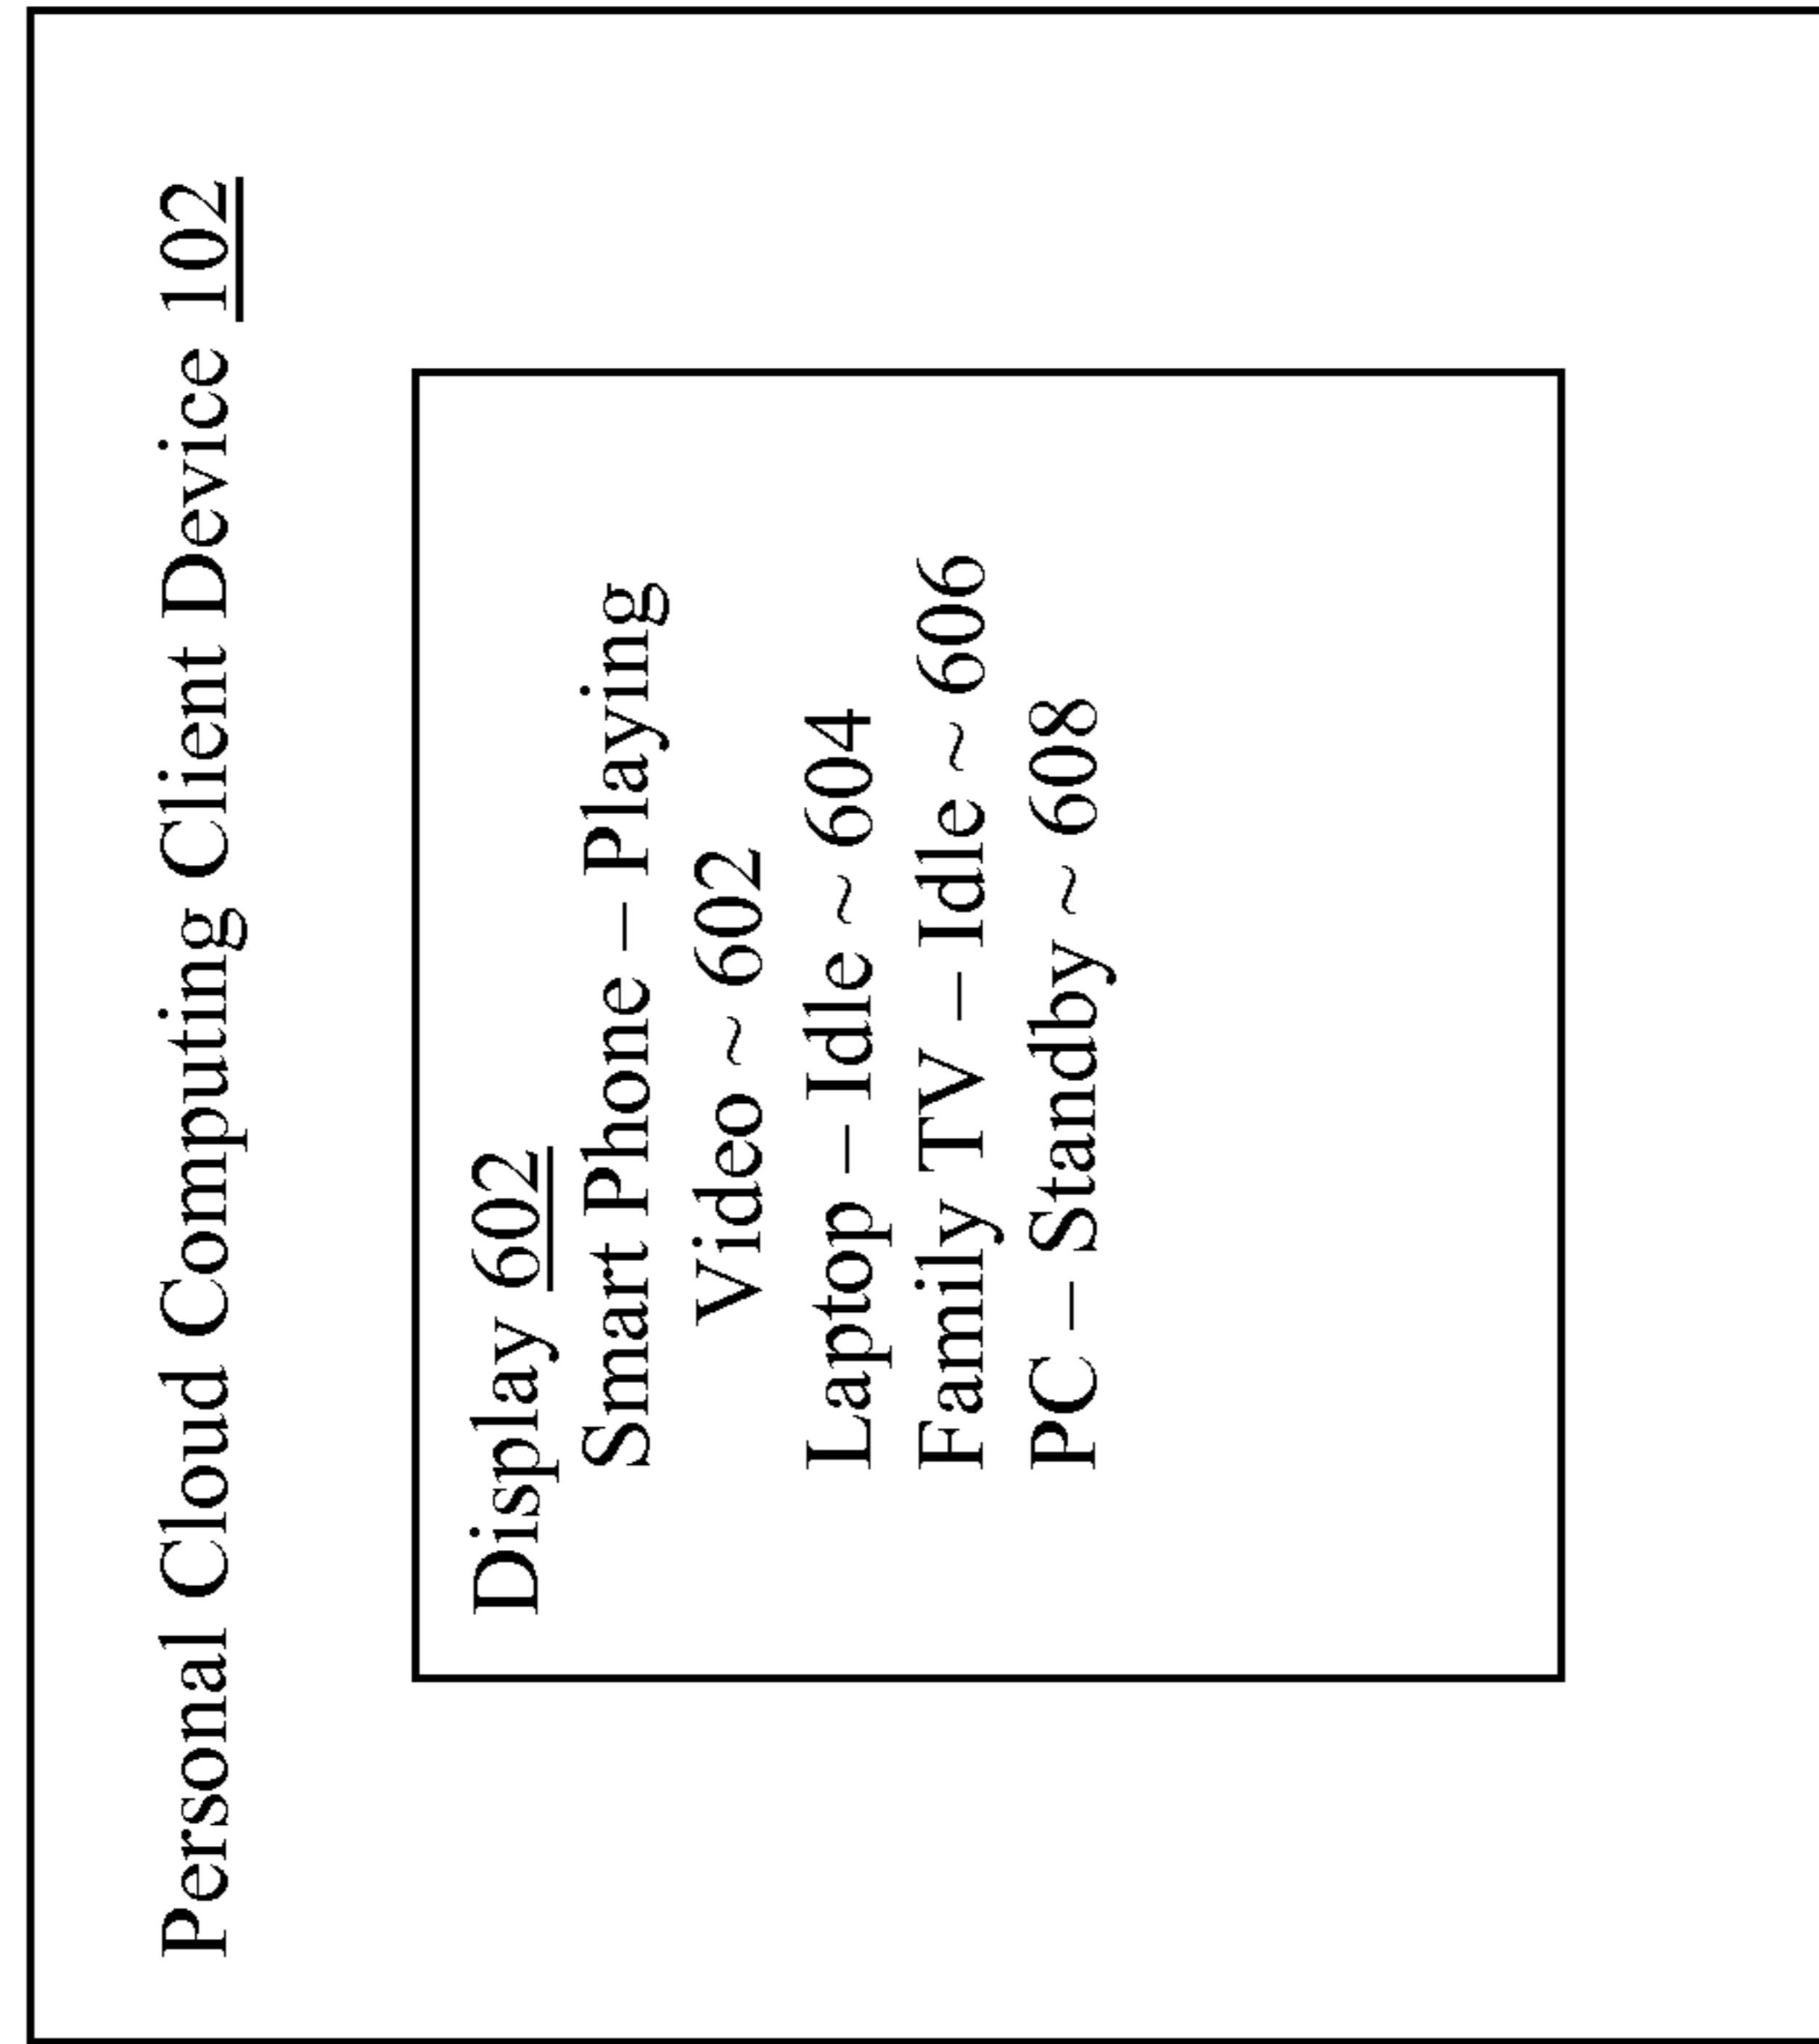 Personal Cloud Computing Client Device 102
Display 602
Smart Phone – Playing
Video ~ 602
Laptop – Idle ~ 604
Family TV – Idle ~ 606
PC – Standby ~ 608